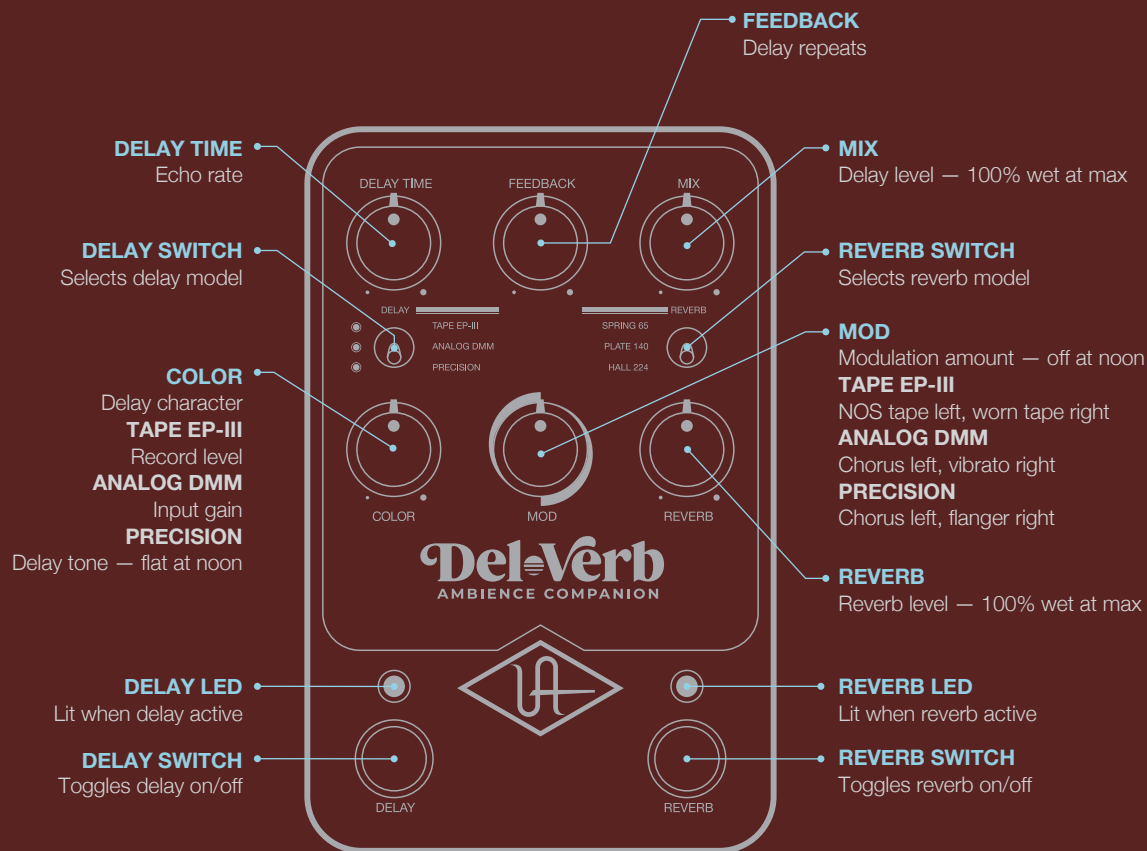 FEEDBACK
Delay repeats
DELAY TIME
Echo rate
MIX
Delay level — 100% wet at max
DELAY SWITCH
Selects delay model
REVERB SWITCH
Selects reverb model
COLOR
Delay character
TAPE EP-III
Record level
ANALOG DMM
Input gain
PRECISION
Delay tone — flat at noon
MOD
Modulation amount — off at noon
TAPE EP-III
NOS tape left, worn tape right
ANALOG DMM
Chorus left, vibrato right
PRECISION
Chorus left, flanger right
REVERB
Reverb level — 100% wet at max
DELAY LED
Lit when delay active
REVERB LED
Lit when reverb active
DELAY SWITCH
Toggles delay on/off
REVERB SWITCH
Toggles reverb on/off
DELAY TIME
FEEDBACK
MIX
DELAY
REVERB
TAPE EP-III
SPRING 65
ANALOG DMM
PLATE 140
PRECISION
HALL 224
COLOR
MOD
REVERB
Del-Verb
AMBIENCE COMPANION
UA
DELAY
REVERB